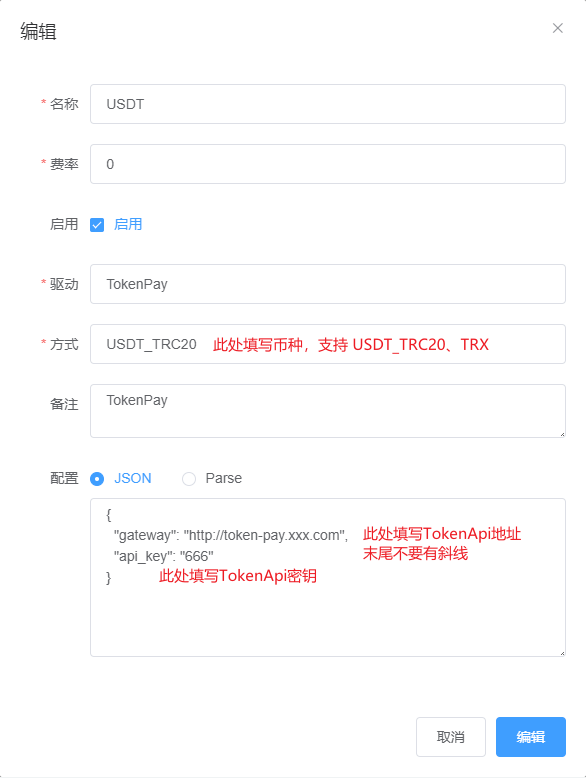 编辑
* 名称 USDT
* 费率 0
启用 启用
* 驱动 TokenPay
* 方式 USDT_TRC20 此处填写币种，支持 USDT_TRC20、TRX
备注 TokenPay
配置 JSON Parse
{
"gateway": "http://token-pay.xxx.com", 此处填写TokenApi地址
末尾不要有斜线
"api_key": "666"
} 此处填写TokenApi密钥
取消 编辑